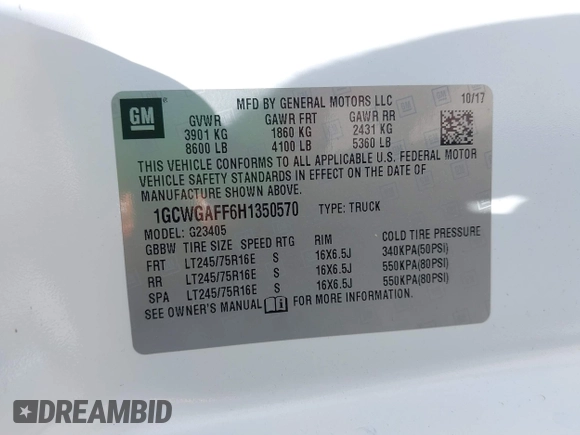 GM
MFD BY GENERAL MOTORS LLC 10/17
GVWR GAWR FRT GAWR RR
3901 KG 1860 KG 2431 KG
8600 LB 4100 LB 5360 LB
THIS VEHICLE CONFORMS TO ALL APPLICABLE U.S. FEDERAL MOTOR
VEHICLE SAFETY STANDARDS IN EFFECT ON THE DATE OF
MANUFACTURE SHOWN ABOVE.
1GCWGAFF6H1350570 TYPE: TRUCK
MODEL: G23405
GBBW TIRE SIZE SPEED RTG RIM COLD TIRE PRESSURE
FRT LT245/75R16E S 16X6.5J 340KPA(50PSI)
RR LT245/75R16E S 16X6.5J 550KPA(80PSI)
SPA LT245/75R16E S 16X6.5J 550KPA(80PSI)
SEE OWNER'S MANUAL FOR MORE INFORMATION.
DREAMBID